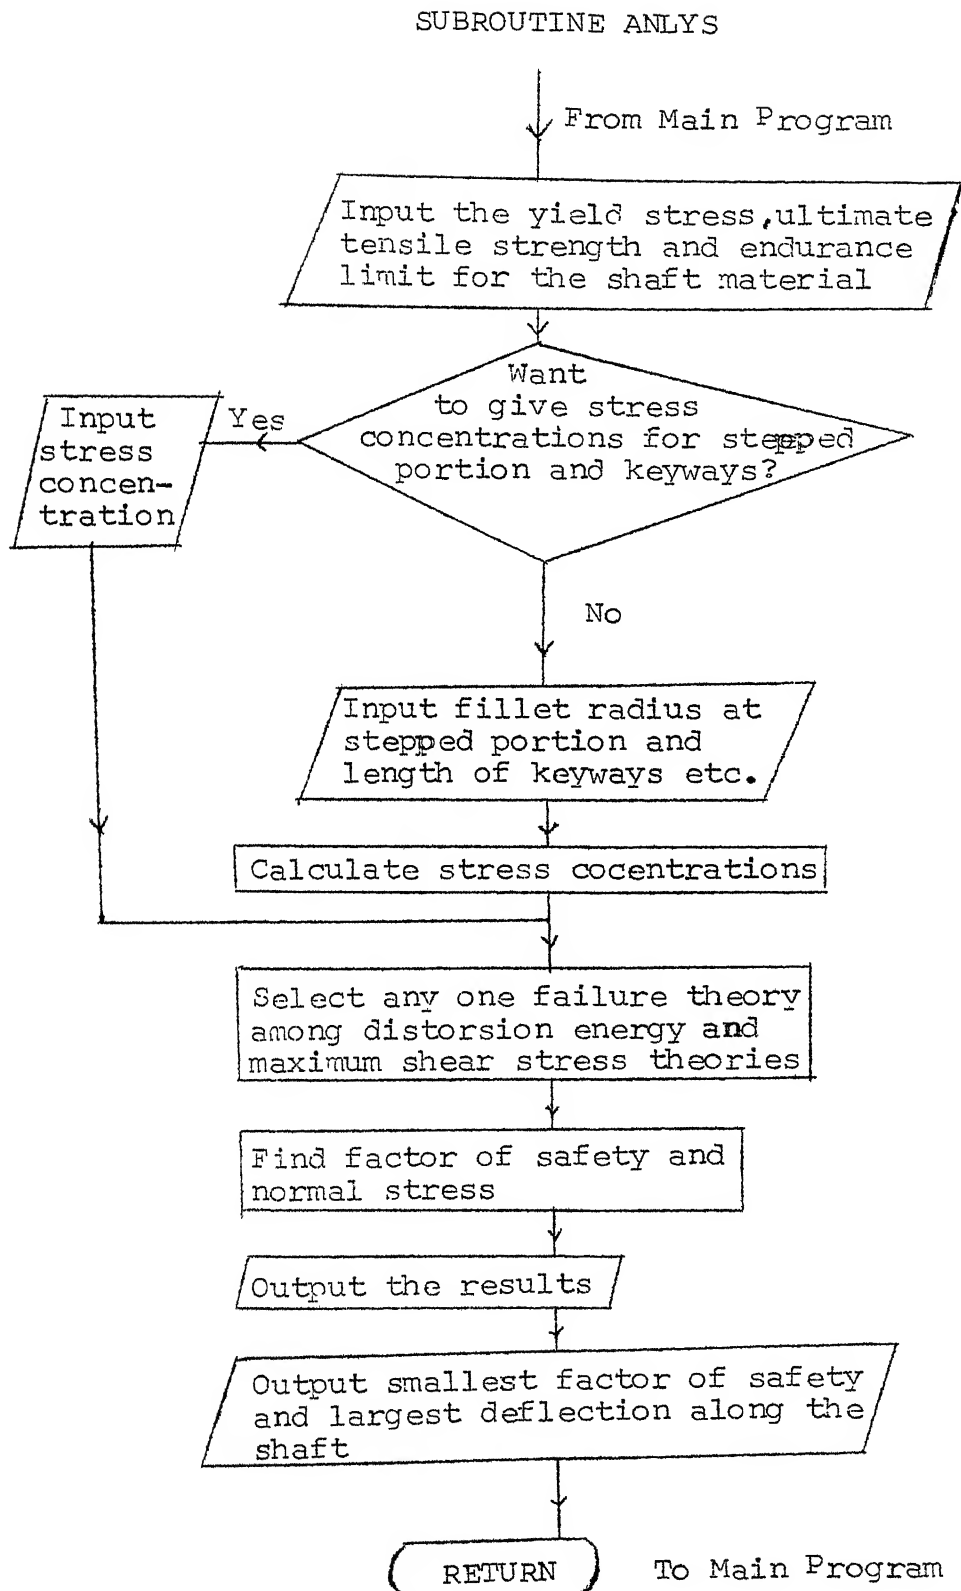 SUBROUTINE ANLYS
From Main Program
Input the yield stress,ultimate
tensile strength and endurance
limit for the shaft material
Want
to give stress
concentrations for stepped
portion and keyways?
Yes
Input
stress
concen-
tration
No
Input fillet radius at
stepped portion and
length of keyways etc.
Calculate stress cocentrations
Select any one failure theory
among distorsion energy and
maximum shear stress theories
Find factor of safety and
normal stress
Output the results
Output smallest factor of safety
and largest deflection along the
shaft
RETURN
To Main Program